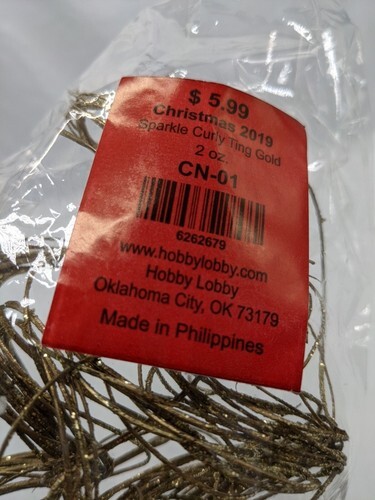 $ 5.99
Christmas 2019
Sparkle Curly Ting Gold
2 oz.
CN-01
6262679
www.hobbylobby.com
Hobby Lobby
Oklahoma City, OK 73179
Made in Philippines